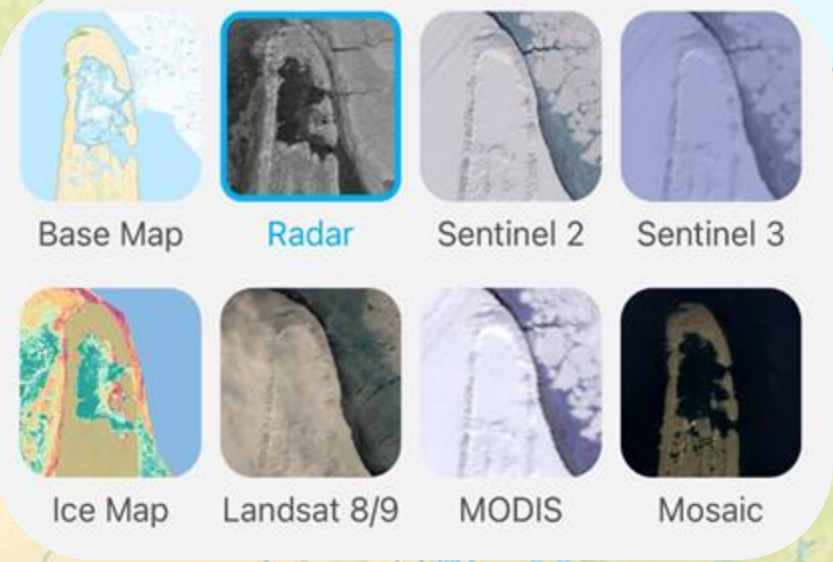 Base Map
Radar
Sentinel 2
Sentinel 3
Ice Map
Landsat 8/9
MODIS
Mosaic